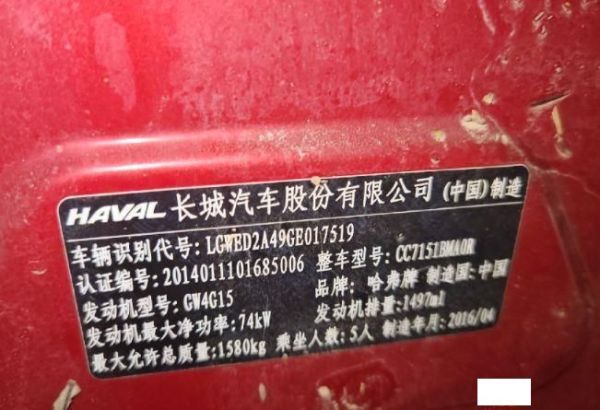 HAVAL 长城汽车股份有限公司 (中国) 制造
车辆识别代号: LGWED2A49GE017519
认证编号: 2014011101685006 整车型号: CC7151BMA0R
发动机型号: GW4G15 品牌: 哈弗牌 制造国: 中国
发动机最大净功率: 74kW 发动机排量: 1497ml
最大允许总质量: 1580kg 乘坐人数: 5人 制造年月: 2016/04